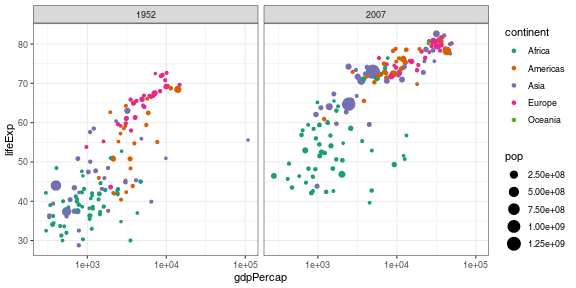 1952
2007
lifeExp
80
70
60
50
40
30
1e+03
1e+04
1e+05
1e+03
1e+04
1e+05
gdpPercap
continent
Africa
Americas
Asia
Europe
Oceania
pop
2.50e+08
5.00e+08
7.50e+08
1.00e+09
1.25e+09